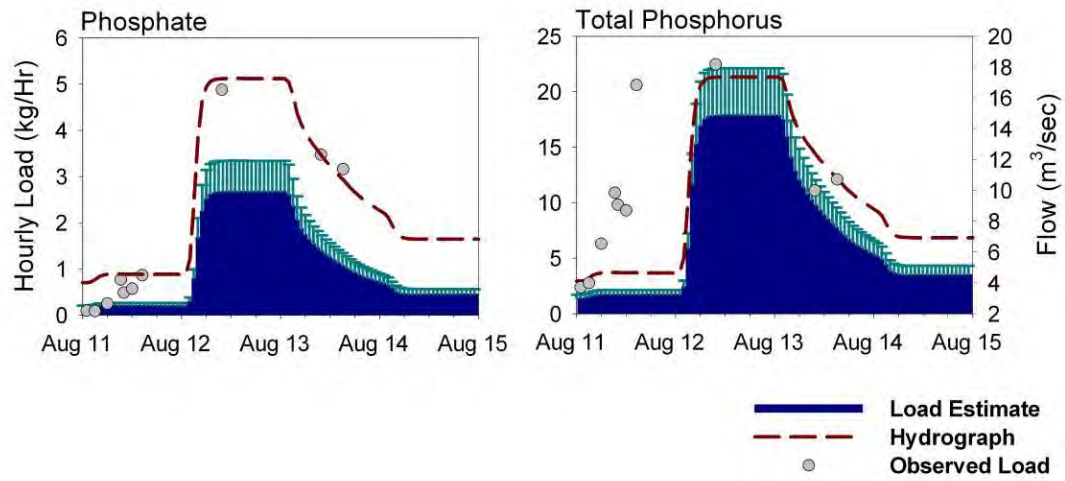 Phosphate
Total Phosphorus
Hourly Load (kg/Hr)
6
5
4
3
2
1
0
Aug 11 Aug 12 Aug 13 Aug 14 Aug 15
25
20
15
10
5
0
Aug 11 Aug 12 Aug 13 Aug 14 Aug 15
20
18
16
14
12
10
8
6
4
2
Flow (m³/sec)
Load Estimate
Hydrograph
Observed Load